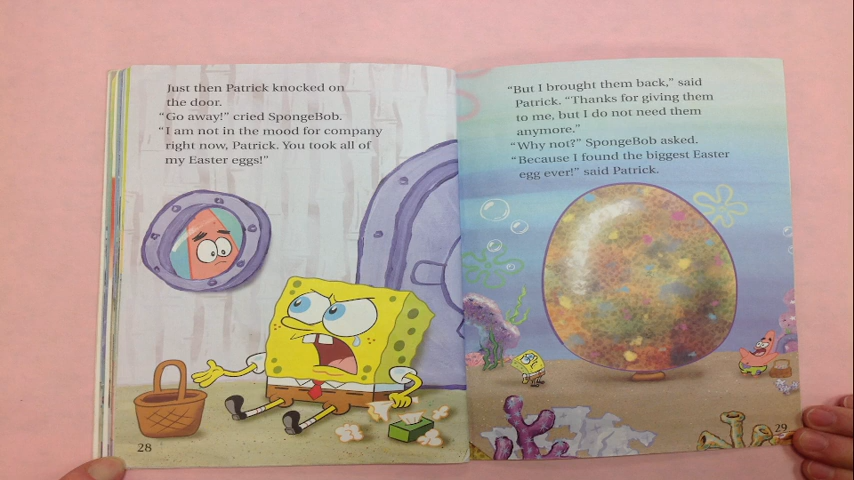 Just then Patrick knocked on
the door.
“Go away!” cried SpongeBob.
“I am not in the mood for company
right now, Patrick. You took all of
my Easter eggs!”
28
“But I brought them back,” said
Patrick. “Thanks for giving them
to me, but I do not need them
anymore.”
“Why not?” SpongeBob asked.
“Because I found the biggest Easter
egg ever!” said Patrick.
29